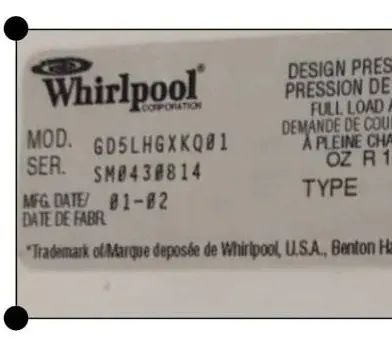 Whirlpool®
CORPORATION
MOD. GD5LHGXKQ01
SER. SM0430814
MFG. DATE/ 01-02
DATE DE FABR.
DESIGN PRES
PRESSION DE
FULL LOAD A
DEMANDE DE COU
À PLEINE CHA
OZ R 1
TYPE
*Trademark of/Marque deposée de Whirlpool, U.S.A., Benton Ha